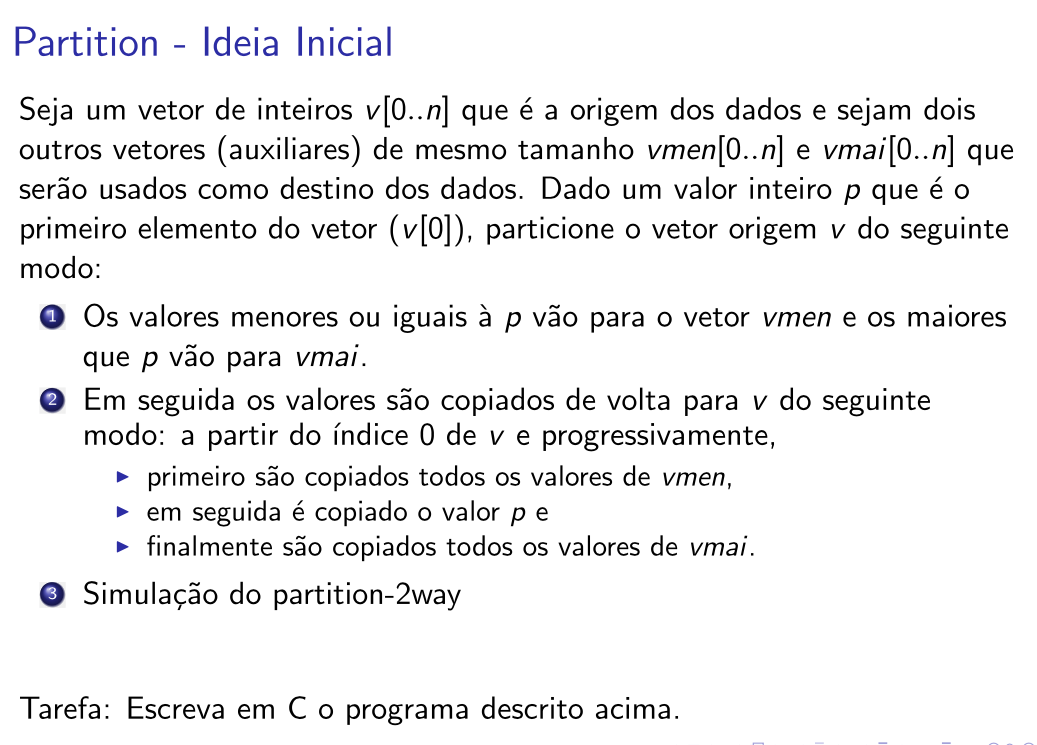 Partition - Ideia Inicial
Seja um vetor de inteiros v[0..n] que é a origem dos dados e sejam dois
outros vetores (auxiliares) de mesmo tamanho vmen[0..n] e vmai[0..n] que
serão usados como destino dos dados. Dado um valor inteiro p que é o
primeiro elemento do vetor (v[0]), particione o vetor origem v do seguinte
modo:
1 Os valores menores ou iguais à p vão para o vetor vmen e os maiores
que p vão para vmai.
2 Em seguida os valores são copiados de volta para v do seguinte
modo: a partir do índice 0 de v e progressivamente,
▶ primeiro são copiados todos os valores de vmen,
▶ em seguida é copiado o valor p e
▶ finalmente são copiados todos os valores de vmai.
3 Simulação do partition-2way
Tarefa: Escreva em C o programa descrito acima.